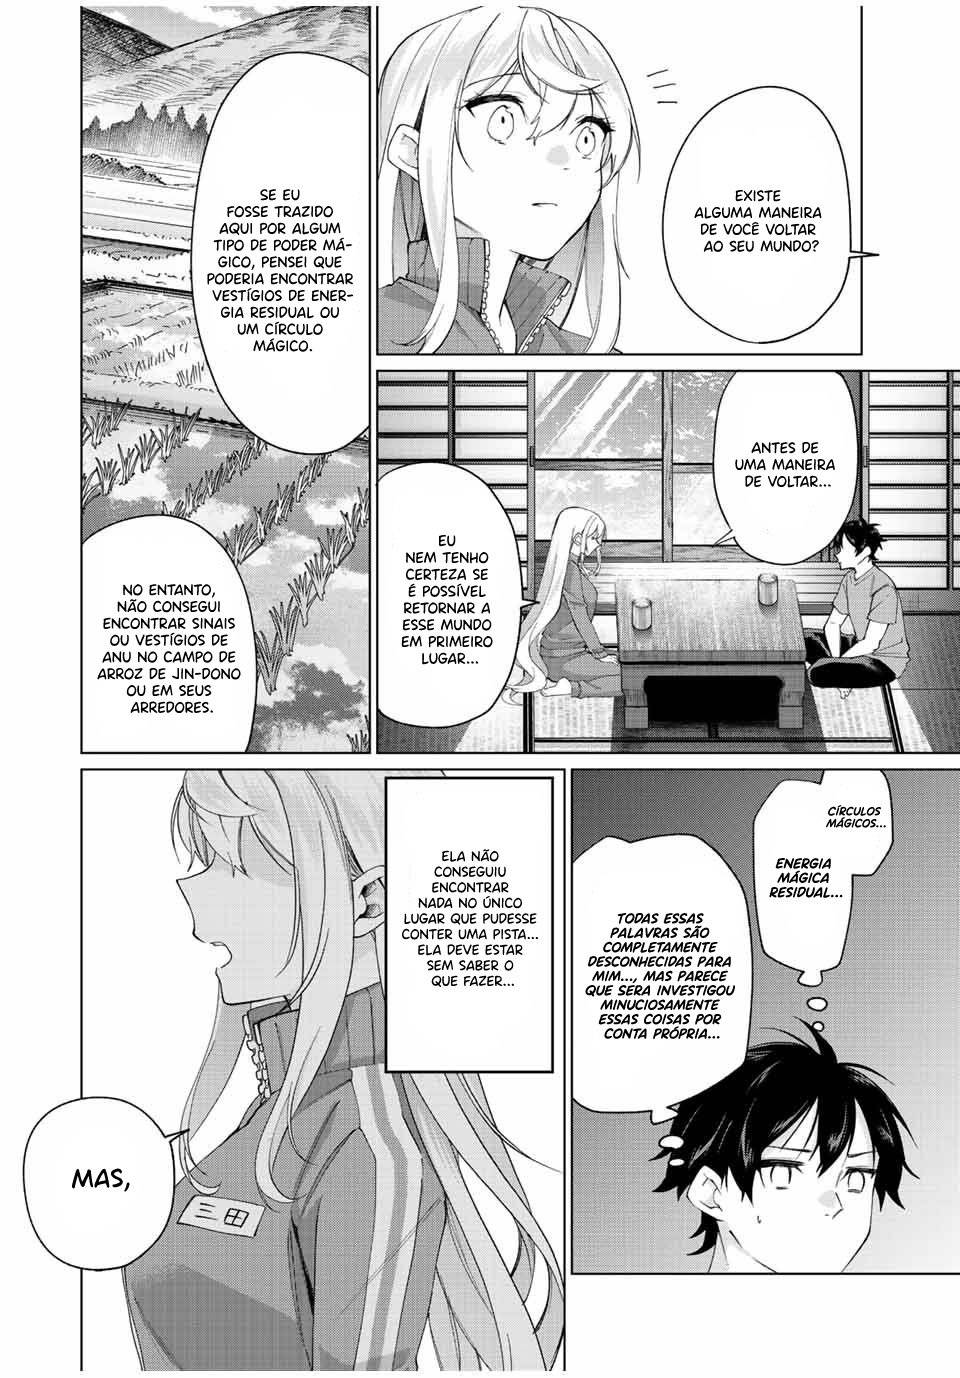 EXISTE
ALGUMA MANEIRA
DE VOCÊ VOLTAR
AO SEU MUNDO?
ANTES DE
UMA MANEIRA
DE VOLTAR...
EU
NEM TENHO
CERTEZA SE
É POSSÍVEL
RETORNAR A
ESSE MUNDO
EM PRIMEIRO
LUGAR...
SE EU
FOSSE TRAZIDO
AQUI POR ALGUM
TIPO DE PODER MÁ-
GICO, PENSEI QUE
PODERIA ENCONTRAR
VESTÍGIOS DE ENER-
GIA RESIDUAL OU
UM CÍRCULO
MÁGICO.
NO ENTANTO,
NÃO CONSEGUI
ENCONTRAR SINAIS
OU VESTÍGIOS DE
ANU NO CAMPO DE
ARROZ DE JIN-DONO
OU EM SEUS
ARREDORES.
CÍRCULOS
MÁGICOS...
ENERGIA
MÁGICA
RESIDUAL...
TODAS ESSAS
PALAVRAS SÃO
COMPLETAMENTE
DESCONHECIDAS PARA
MIM..., MAS PARECE
QUE SERA INVESTIGOU
MINUCIOSAMENTE
ESSAS COISAS POR
CONTA PRÓPRIA...
ELA NÃO
CONSEGUIU
ENCONTRAR
NADA NO ÚNICO
LUGAR QUE PUDESSE
CONTER UMA PISTA...
ELA DEVE ESTAR
SEM SABER O
QUE FAZER...
MAS,
三田